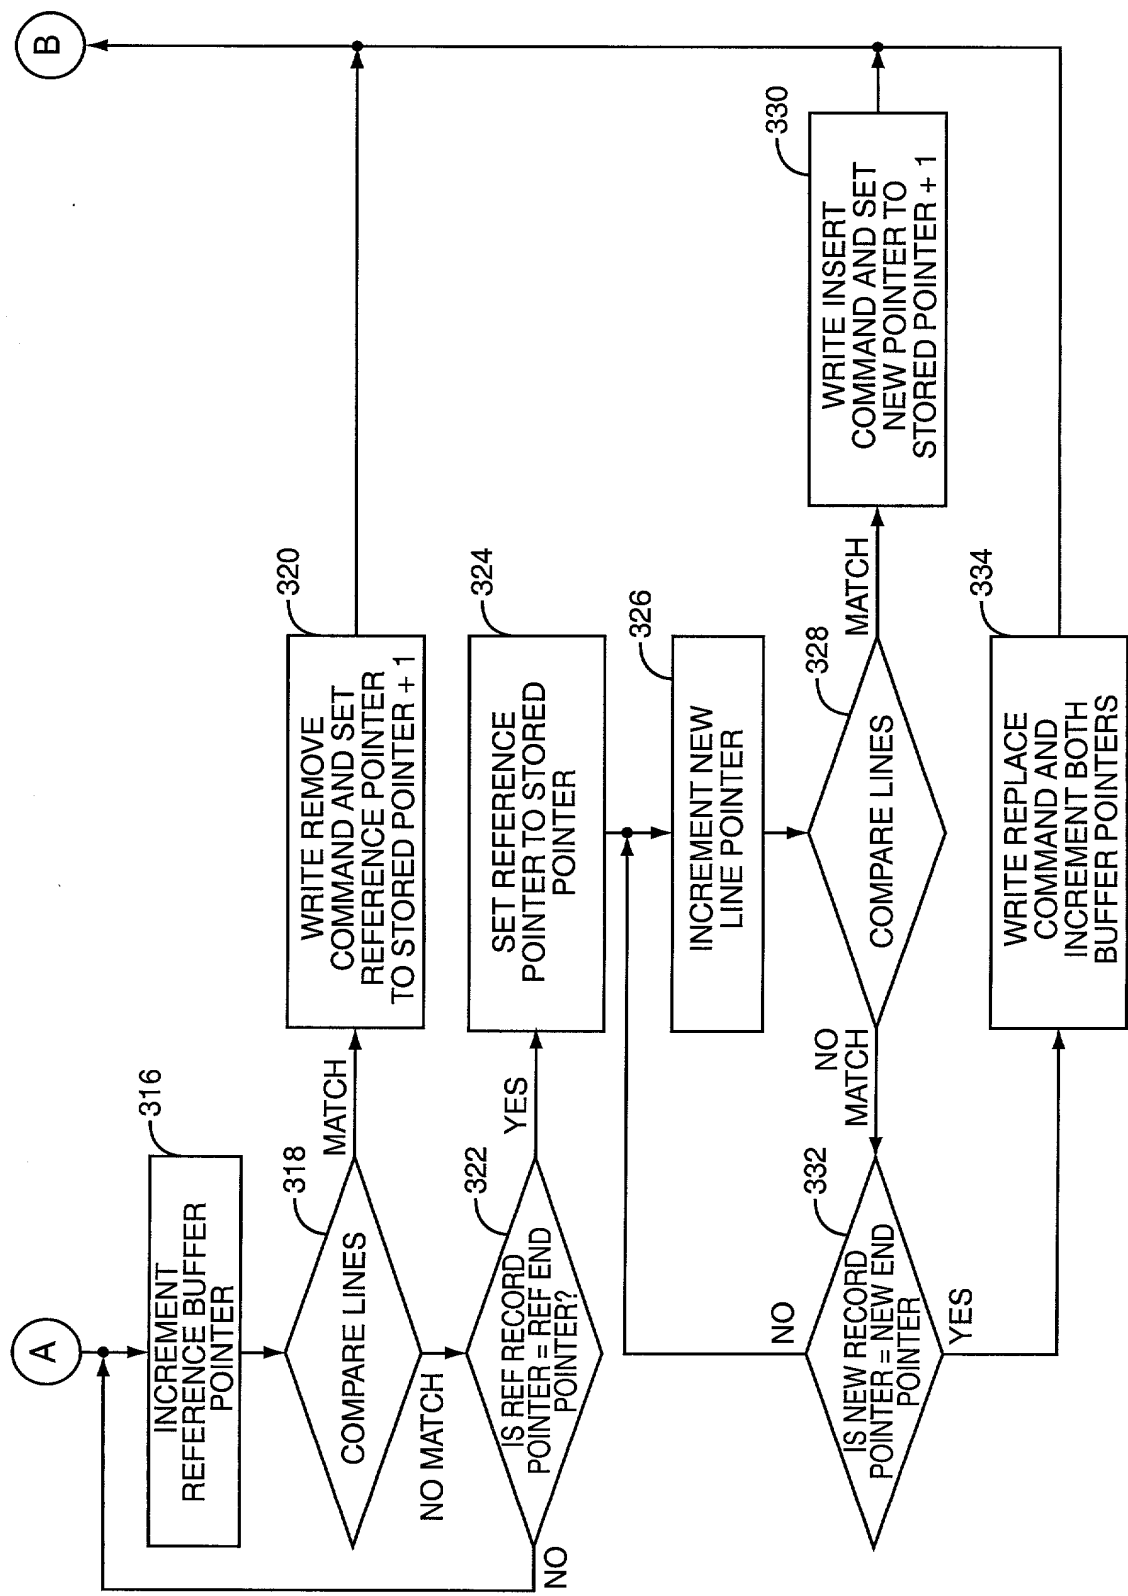 A
INCREMENT
REFERENCE BUFFER
POINTER
316
COMPARE LINES
318
MATCH
NO MATCH
WRITE REMOVE
COMMAND AND SET
REFERENCE POINTER
TO STORED POINTER + 1
320
IS REF RECORD
POINTER = REF END
POINTER?
322
YES
NO
SET REFERENCE
POINTER TO STORED
POINTER
324
INCREMENT NEW
LINE POINTER
326
COMPARE LINES
328
MATCH
NO
MATCH
WRITE INSERT
COMMAND AND SET
NEW POINTER TO
STORED POINTER + 1
330
IS NEW RECORD
POINTER = NEW END
POINTER
332
NO
YES
WRITE REPLACE
COMMAND AND
INCREMENT BOTH
BUFFER POINTERS
334
B